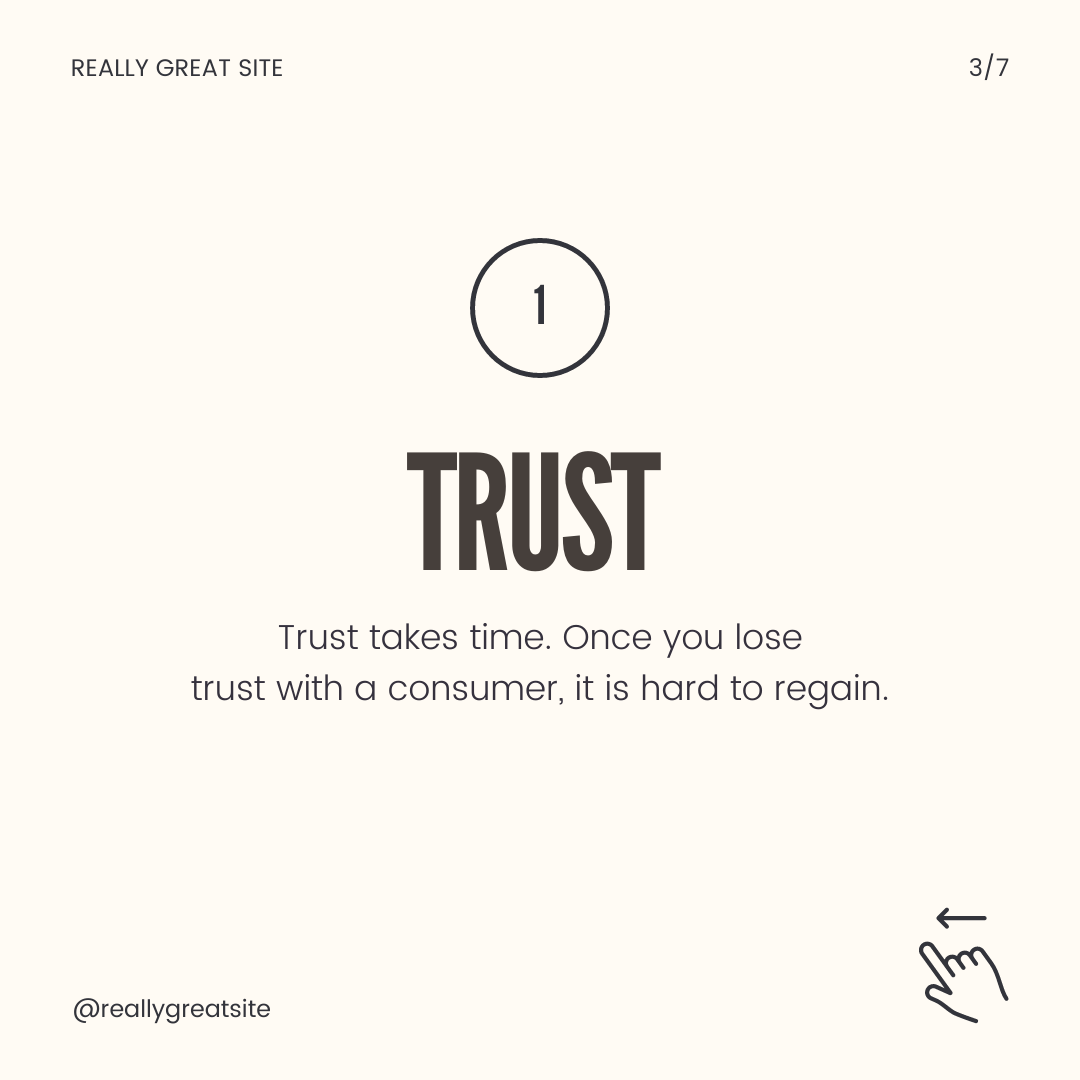 REALLY GREAT SITE
3/7
1
TRUST
Trust takes time. Once you lose
trust with a consumer, it is hard to regain.
@reallygreatsite